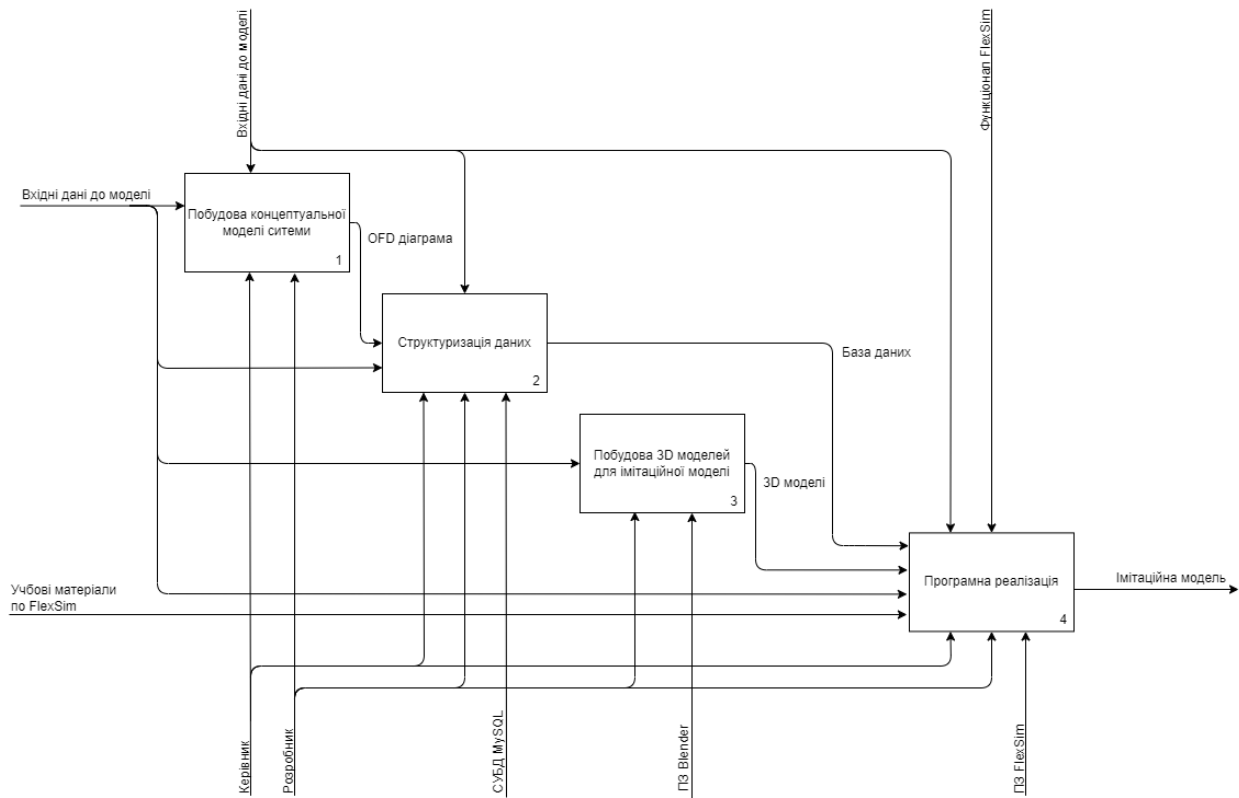 Вхідні дані до моделі
Функціонал FlexSim
Вхідні дані до моделі
Побудова концептуальної
моделі ситеми
1
OFD діаграма
Структуризація даних
2
База даних
Побудова 3D моделей
для імітаційної моделі
3
3D моделі
Учбові матеріали
по FlexSim
Програмна реалізація
4
Імітаційна модель
Керівник
Розробник
СУБД MySQL
ПЗ Blender
ПЗ FlexSim